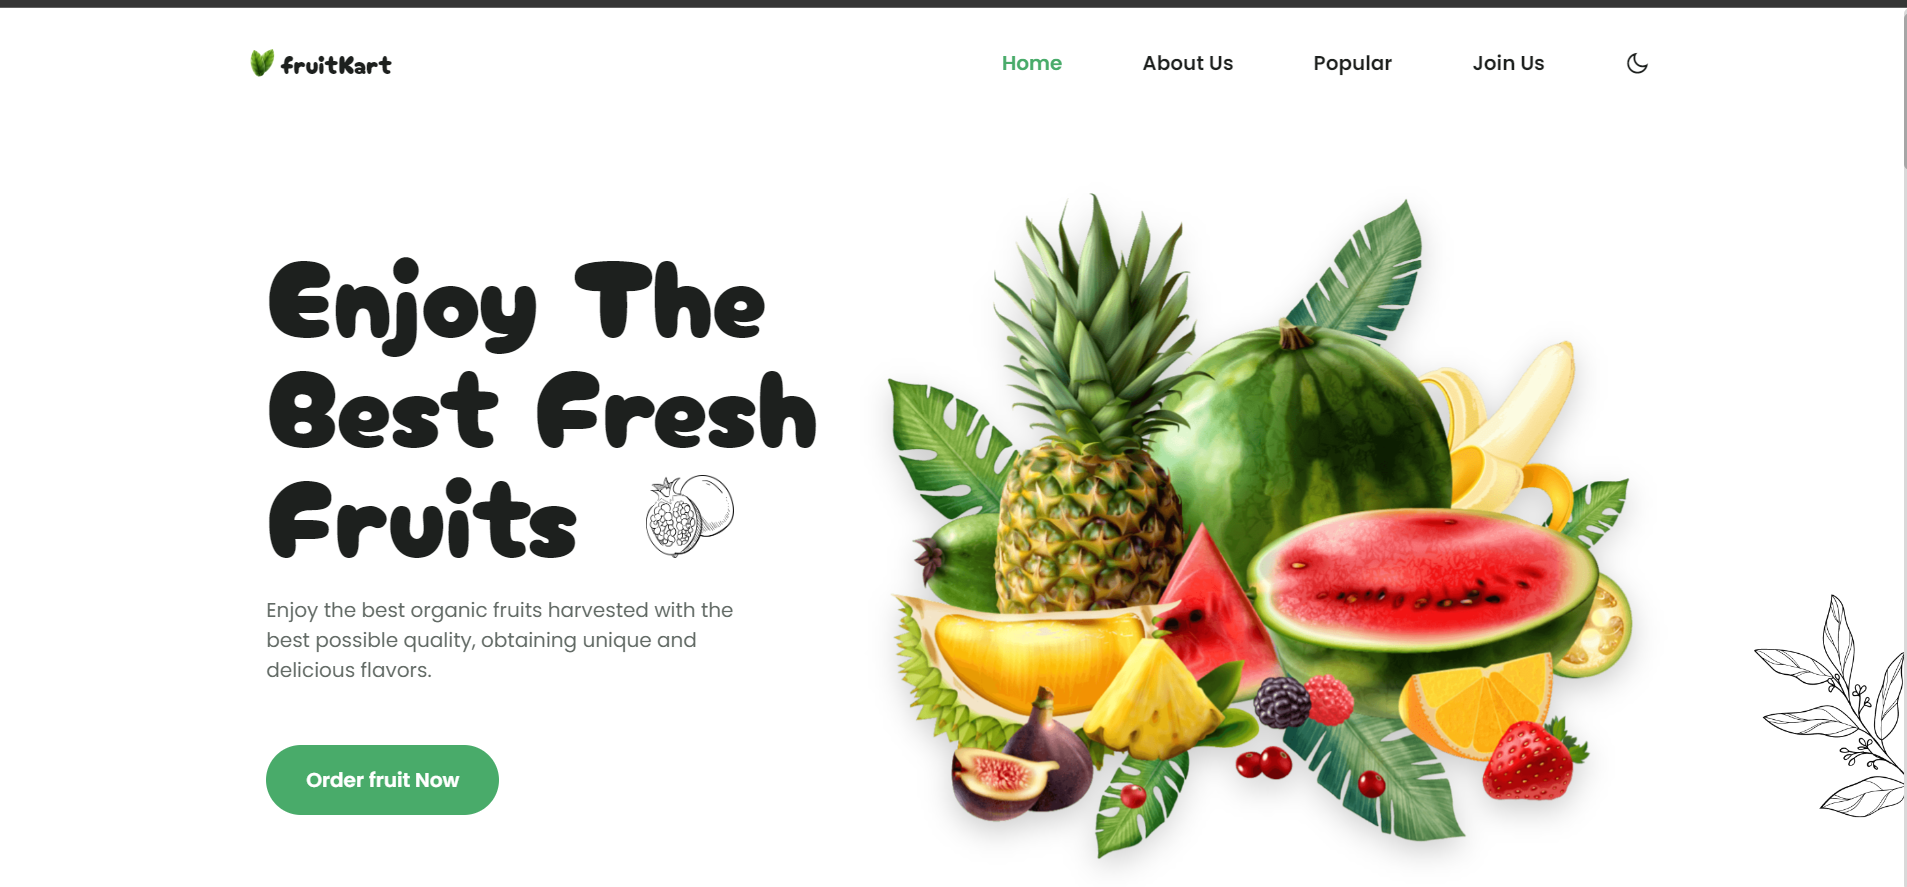 fruitKart
Home
About Us
Popular
Join Us
Enjoy The
Best Fresh
Fruits
Enjoy the best organic fruits harvested with the
best possible quality, obtaining unique and
delicious flavors.
Order fruit Now